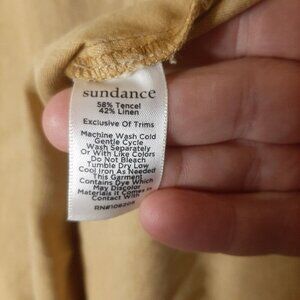 sundance
58% Tencel
42% Linen
Exclusive Of Trims
Machine Wash Cold
Gentle Cycle
Wash Separately
Or With Like Colors
Do Not Bleach
Tumble Dry Low
Cool Iron As Needed
This Garment
Contains Dye Which
May Discolor
Materials It Comes In
Contact With